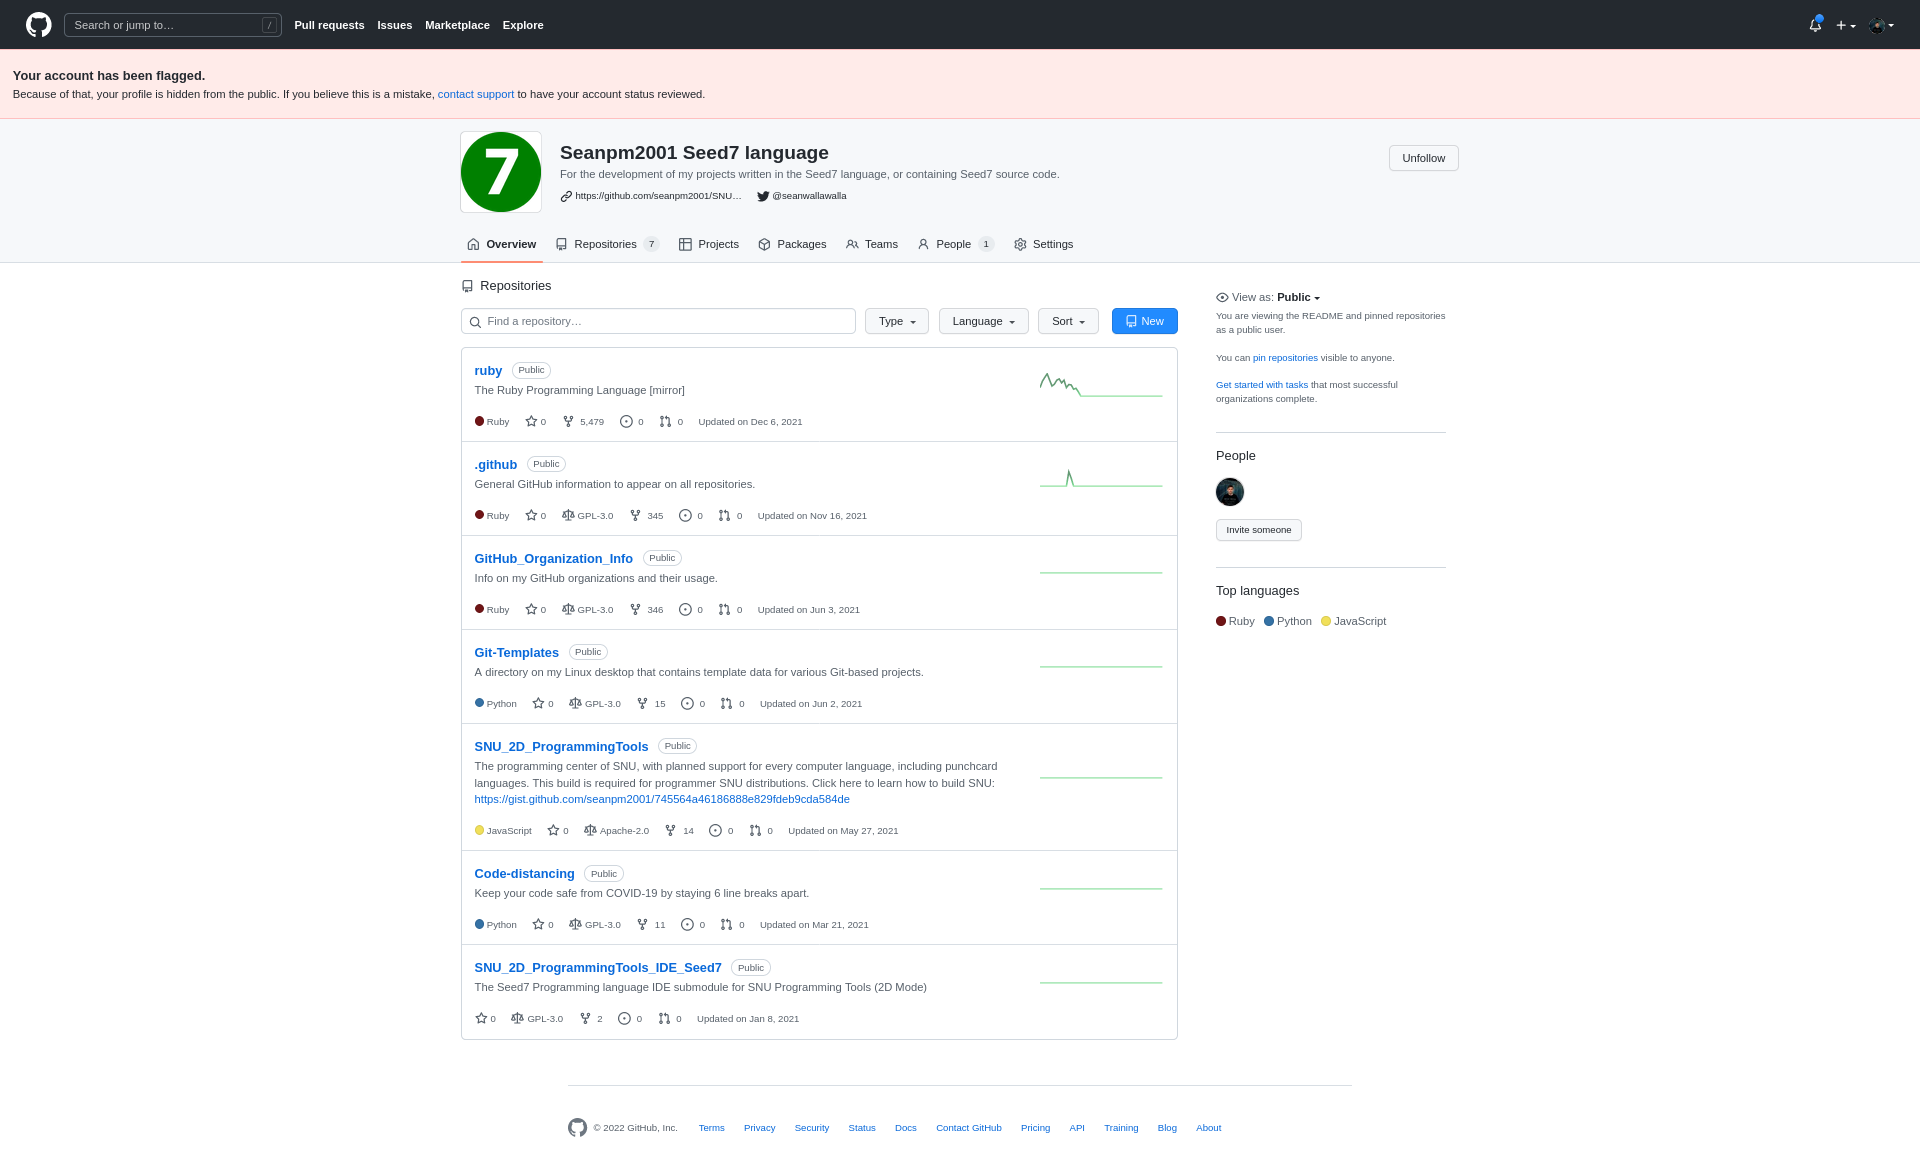 Search or jump to… /
Pull requests Issues Marketplace Explore
Your account has been flagged.
Because of that, your profile is hidden from the public. If you believe this is a mistake, contact support to have your account status reviewed.
7
Seanpm2001 Seed7 language
For the development of my projects written in the Seed7 language, or containing Seed7 source code.
https://github.com/seanpm2001/SNU… @seanwallawalla
Unfollow
Overview Repositories 7 Projects Packages Teams People 1 Settings
Repositories
Find a repository… Type Language Sort New
ruby Public
The Ruby Programming Language [mirror]
Ruby 0 5,479 0 0 Updated on Dec 6, 2021
.github Public
General GitHub information to appear on all repositories.
Ruby 0 GPL-3.0 345 0 0 Updated on Nov 16, 2021
GitHub_Organization_Info Public
Info on my GitHub organizations and their usage.
Ruby 0 GPL-3.0 346 0 0 Updated on Jun 3, 2021
Git-Templates Public
A directory on my Linux desktop that contains template data for various Git-based projects.
Python 0 GPL-3.0 15 0 0 Updated on Jun 2, 2021
SNU_2D_ProgrammingTools Public
The programming center of SNU, with planned support for every computer language, including punchcard
languages. This build is required for programmer SNU distributions. Click here to learn how to build SNU:
https://gist.github.com/seanpm2001/745564a46186888e829fdeb9cda584de
JavaScript 0 Apache-2.0 14 0 0 Updated on May 27, 2021
Code-distancing Public
Keep your code safe from COVID-19 by staying 6 line breaks apart.
Python 0 GPL-3.0 11 0 0 Updated on Mar 21, 2021
SNU_2D_ProgrammingTools_IDE_Seed7 Public
The Seed7 Programming language IDE submodule for SNU Programming Tools (2D Mode)
0 GPL-3.0 2 0 0 Updated on Jan 8, 2021
View as: Public
You are viewing the README and pinned repositories
as a public user.
You can pin repositories visible to anyone.
Get started with tasks that most successful
organizations complete.
People
Invite someone
Top languages
Ruby Python JavaScript
© 2022 GitHub, Inc. Terms Privacy Security Status Docs Contact GitHub Pricing API Training Blog About